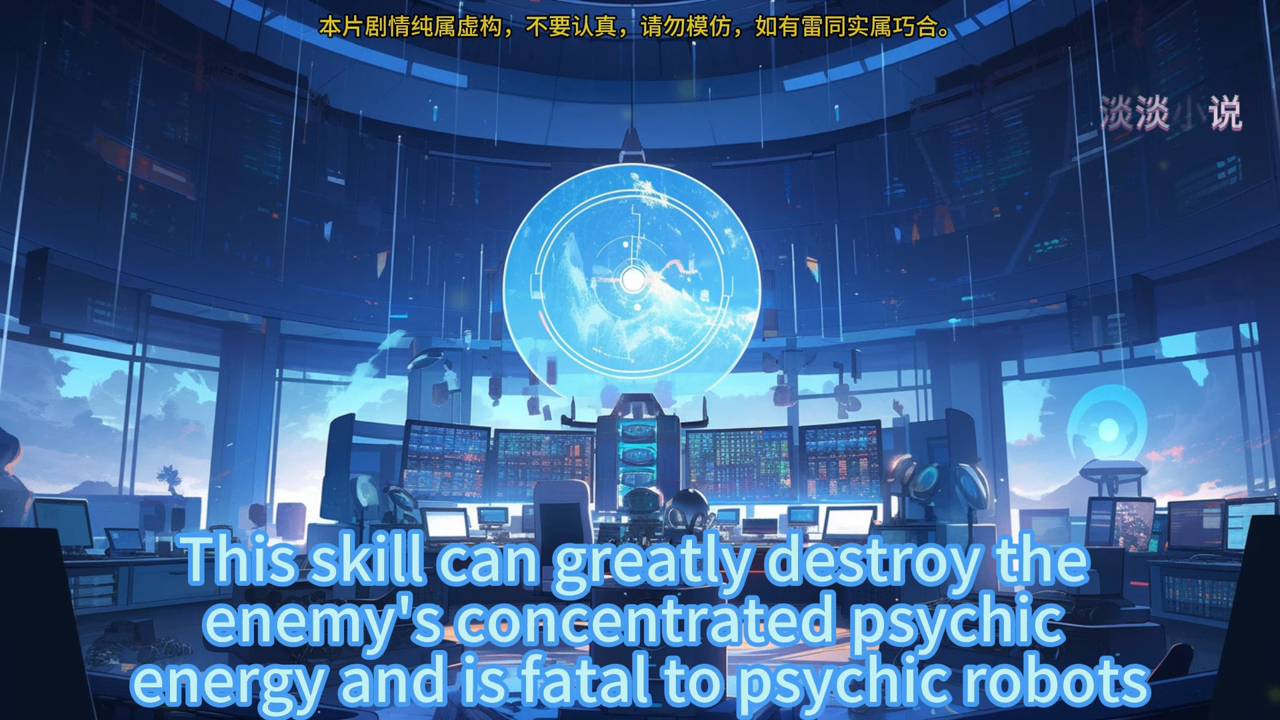 本片剧情纯属虚构，不要认真，请勿模仿，如有雷同实属巧合。
淡淡小说
This skill can greatly destroy the
enemy's concentrated psychic
energy and is fatal to psychic robots